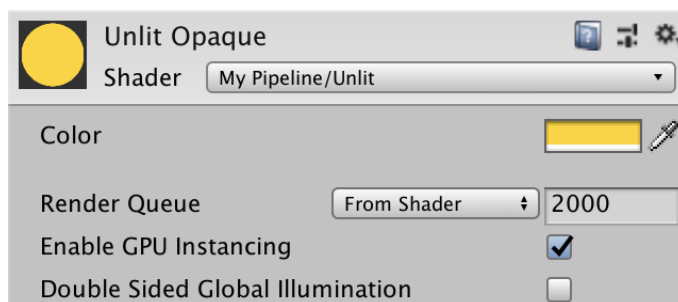 Unlit Opaque
Shader My Pipeline/Unlit
Color
Render Queue From Shader 2000
Enable GPU Instancing
Double Sided Global Illumination